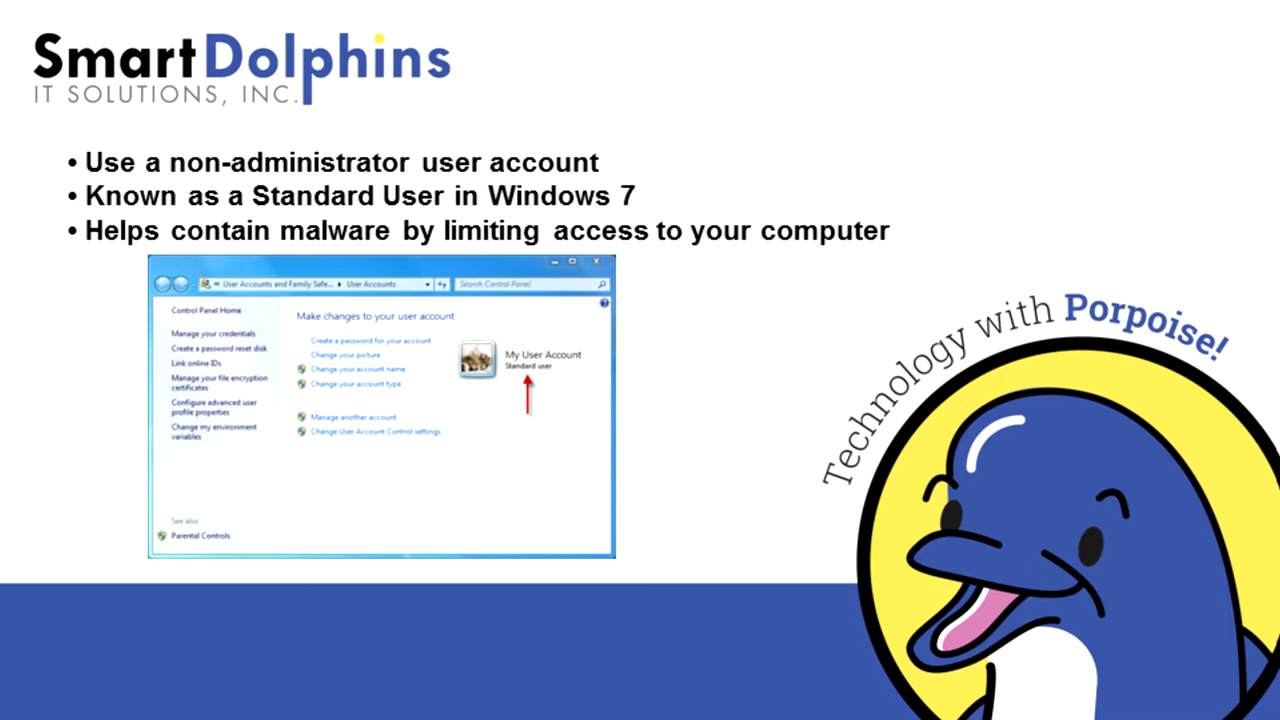 SmartDolphins
IT SOLUTIONS, INC.
• Use a non-administrator user account
• Known as a Standard User in Windows 7
• Helps contain malware by limiting access to your computer
« User Accounts and Family Safe... ▸ User Accounts
Search Control Panel
Control Panel Home
Manage your credentials
Create a password reset disk
Link online IDs
Manage your file encryption
certificates
Configure advanced user
profile properties
Change my environment
variables
See also
Parental Controls
Make changes to your user account
Create a password for your account
Change your picture
Change your account name
Change your account type
Manage another account
Change User Account Control settings
My User Account
Standard user
Technology with Porpoise!